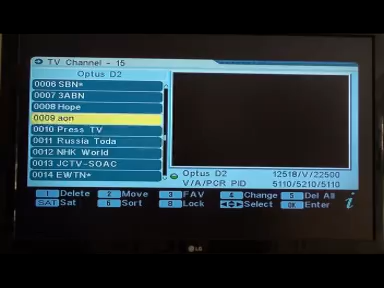 TV Channel - 15
Optus D2
0006 SBN*
0007 3ABN
0008 Hope
0009 aon
0010 Press TV
0011 Russia Toda
0012 NHK World
0013 JCTV-SOAC
0014 EWTN*
Optus D2 12518/V/22500
V/A/PCR PID 5110/5210/5110
1 Delete 2 Move 3 FAV 4 Change 5 Del All
SAT Sat 6 Sort 8 Lock Select OK Enter i
LG